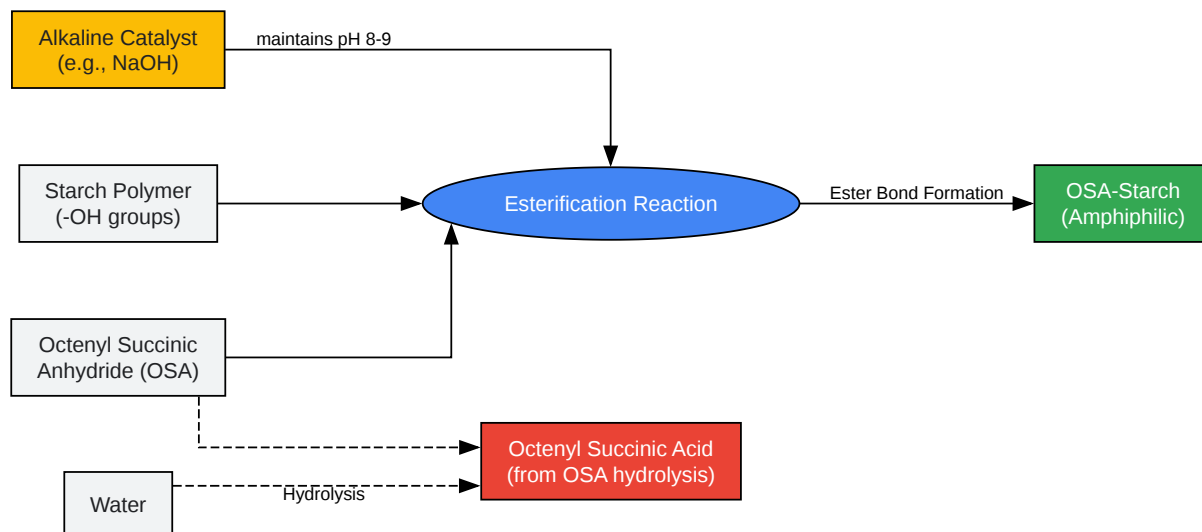 Alkaline Catalyst
(e.g., NaOH)
maintains pH 8-9
Starch Polymer
(-OH groups)
Esterification Reaction
Ester Bond Formation
OSA-Starch
(Amphiphilic)
Octenyl Succinic
Anhydride (OSA)
Octenyl Succinic Acid
(from OSA hydrolysis)
Water
Hydrolysis